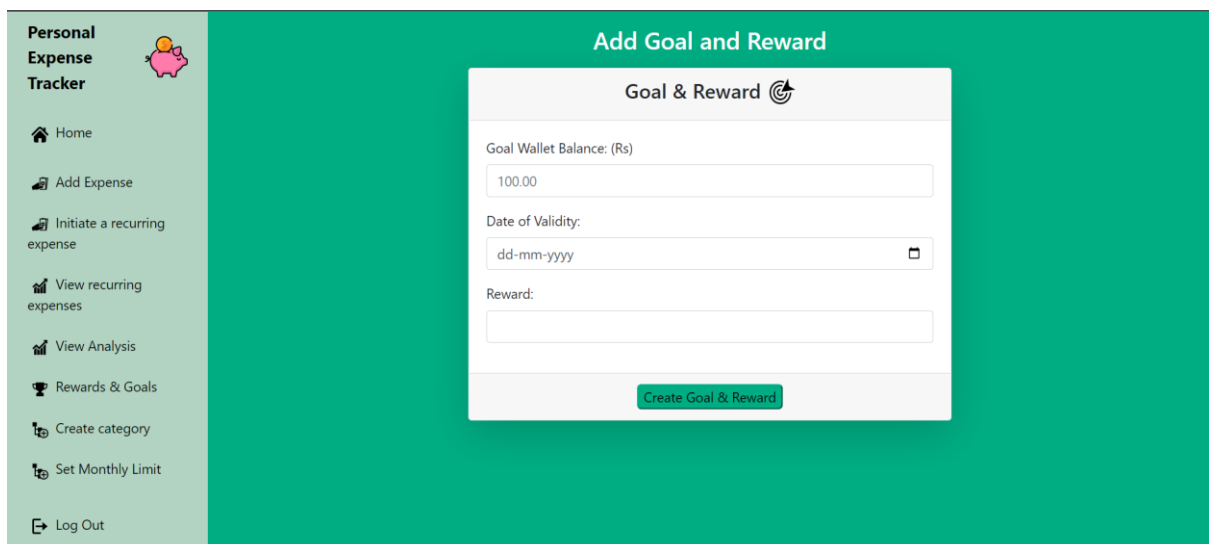 Personal
Expense
Tracker
Home
Add Expense
Initiate a recurring
expense
View recurring
expenses
View Analysis
Rewards & Goals
Create category
Set Monthly Limit
Log Out
Add Goal and Reward
Goal & Reward
Goal Wallet Balance: (Rs)
100.00
Date of Validity:
dd-mm-yyyy
Reward:
Create Goal & Reward